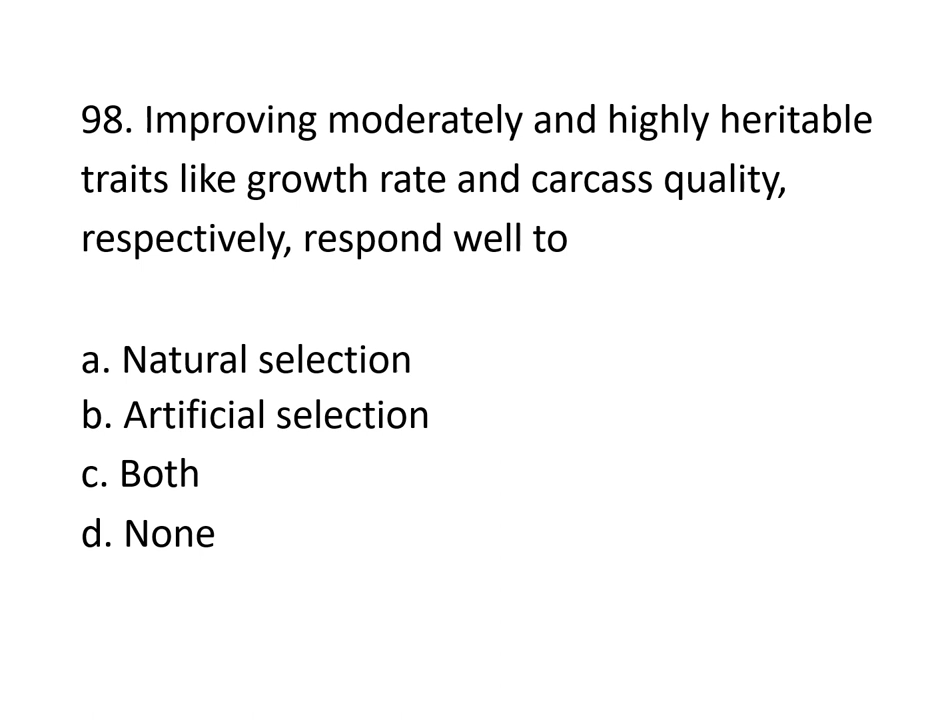 98. Improving moderately and highly heritable
traits like growth rate and carcass quality,
respectively, respond well to
a. Natural selection
b. Artificial selection
c. Both
d. None